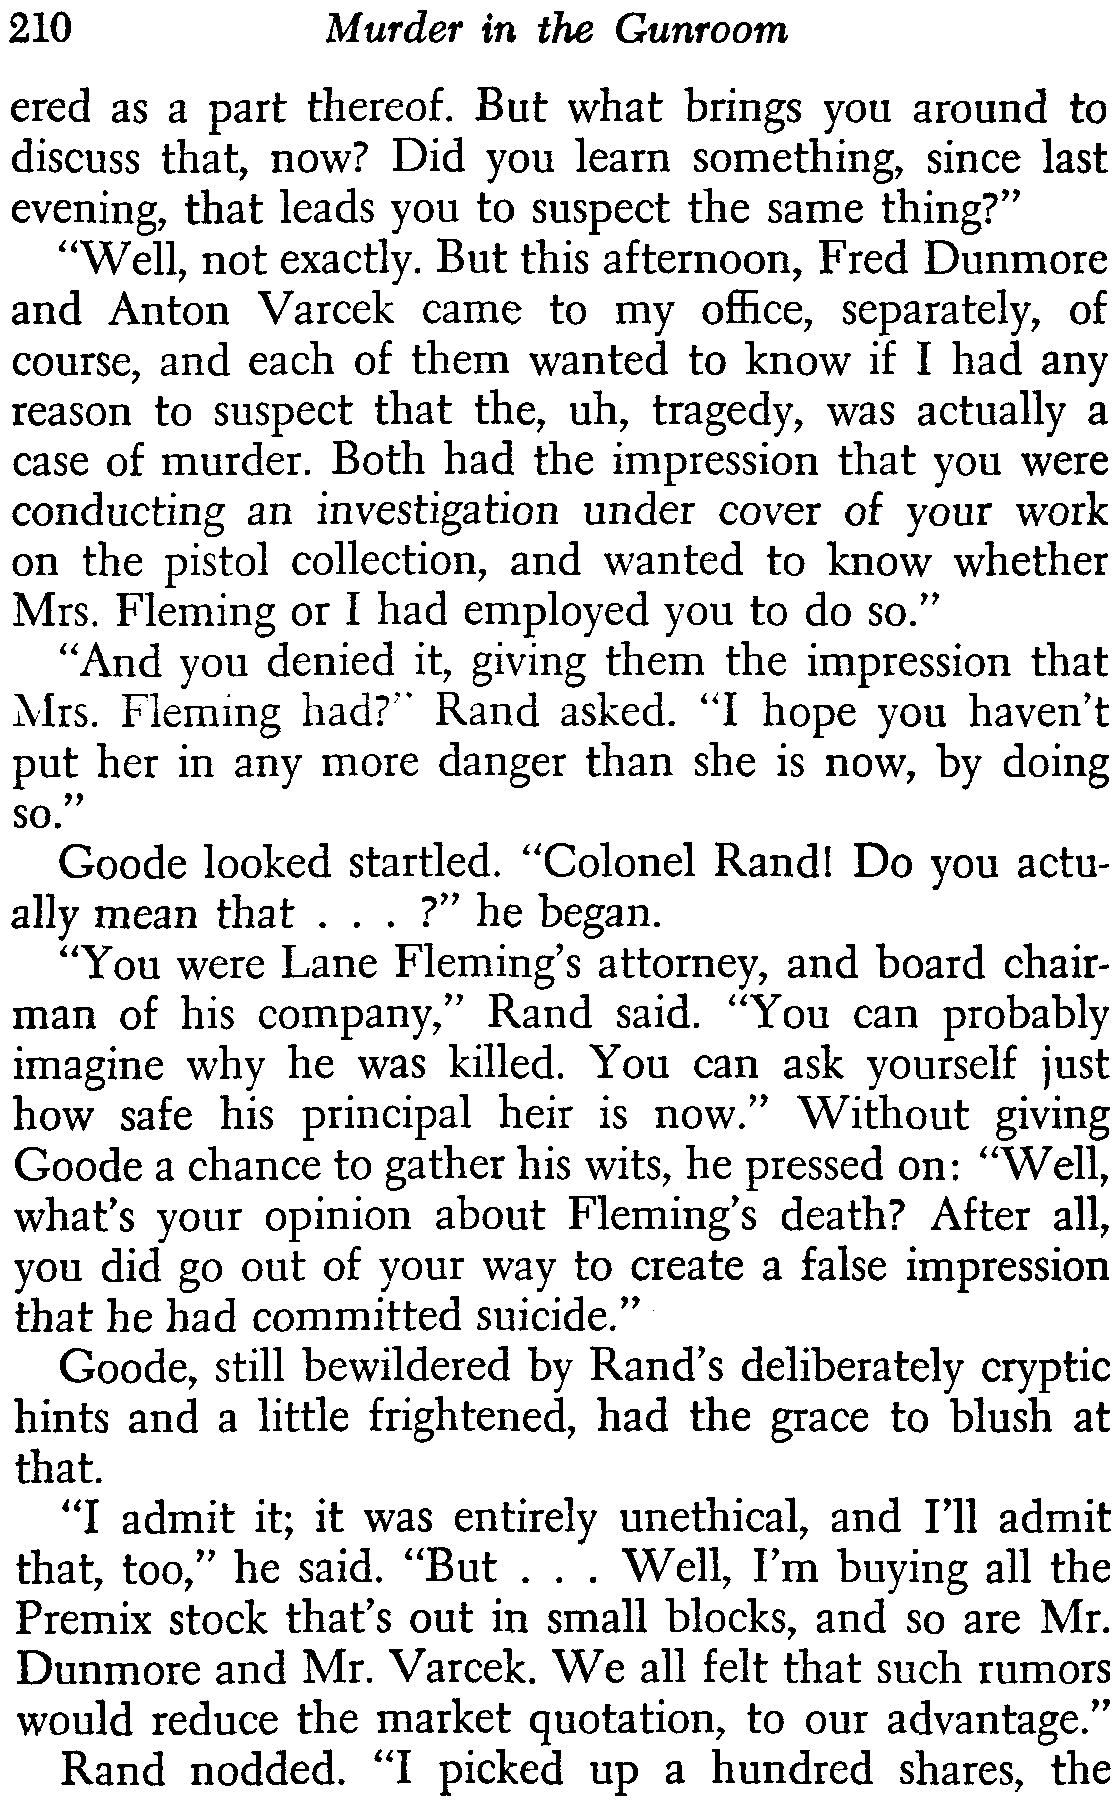 210 Murder in the Gunroom
ered as a part thereof. But what brings you around to
discuss that, now? Did you learn something, since last
evening, that leads you to suspect the same thing?”
“Well, not exactly. But this afternoon, Fred Dunmore
and Anton Varcek came to my office, separately, of
course, and each of them wanted to know if I had any
reason to suspect that the, uh, tragedy, was actually a
case of murder. Both had the impression that you were
conducting an investigation under cover of your work
on the pistol collection, and wanted to know whether
Mrs. Fleming or I had employed you to do so.”
“And you denied it, giving them the impression that
Mrs. Fleming had?” Rand asked. “I hope you haven’t
put her in any more danger than she is now, by doing
so.”
Goode looked startled. “Colonel Rand! Do you actu-
ally mean that . . . ?” he began.
“You were Lane Fleming’s attorney, and board chair-
man of his company,” Rand said. “You can probably
imagine why he was killed. You can ask yourself just
how safe his principal heir is now.” Without giving
Goode a chance to gather his wits, he pressed on: “Well,
what’s your opinion about Fleming’s death? After all,
you did go out of your way to create a false impression
that he had committed suicide.”
Goode, still bewildered by Rand’s deliberately cryptic
hints and a little frightened, had the grace to blush at
that.
“I admit it; it was entirely unethical, and I’ll admit
that, too,” he said. “But . . . Well, I’m buying all the
Premix stock that’s out in small blocks, and so are Mr.
Dunmore and Mr. Varcek. We all felt that such rumors
would reduce the market quotation, to our advantage.”
Rand nodded. “I picked up a hundred shares, the